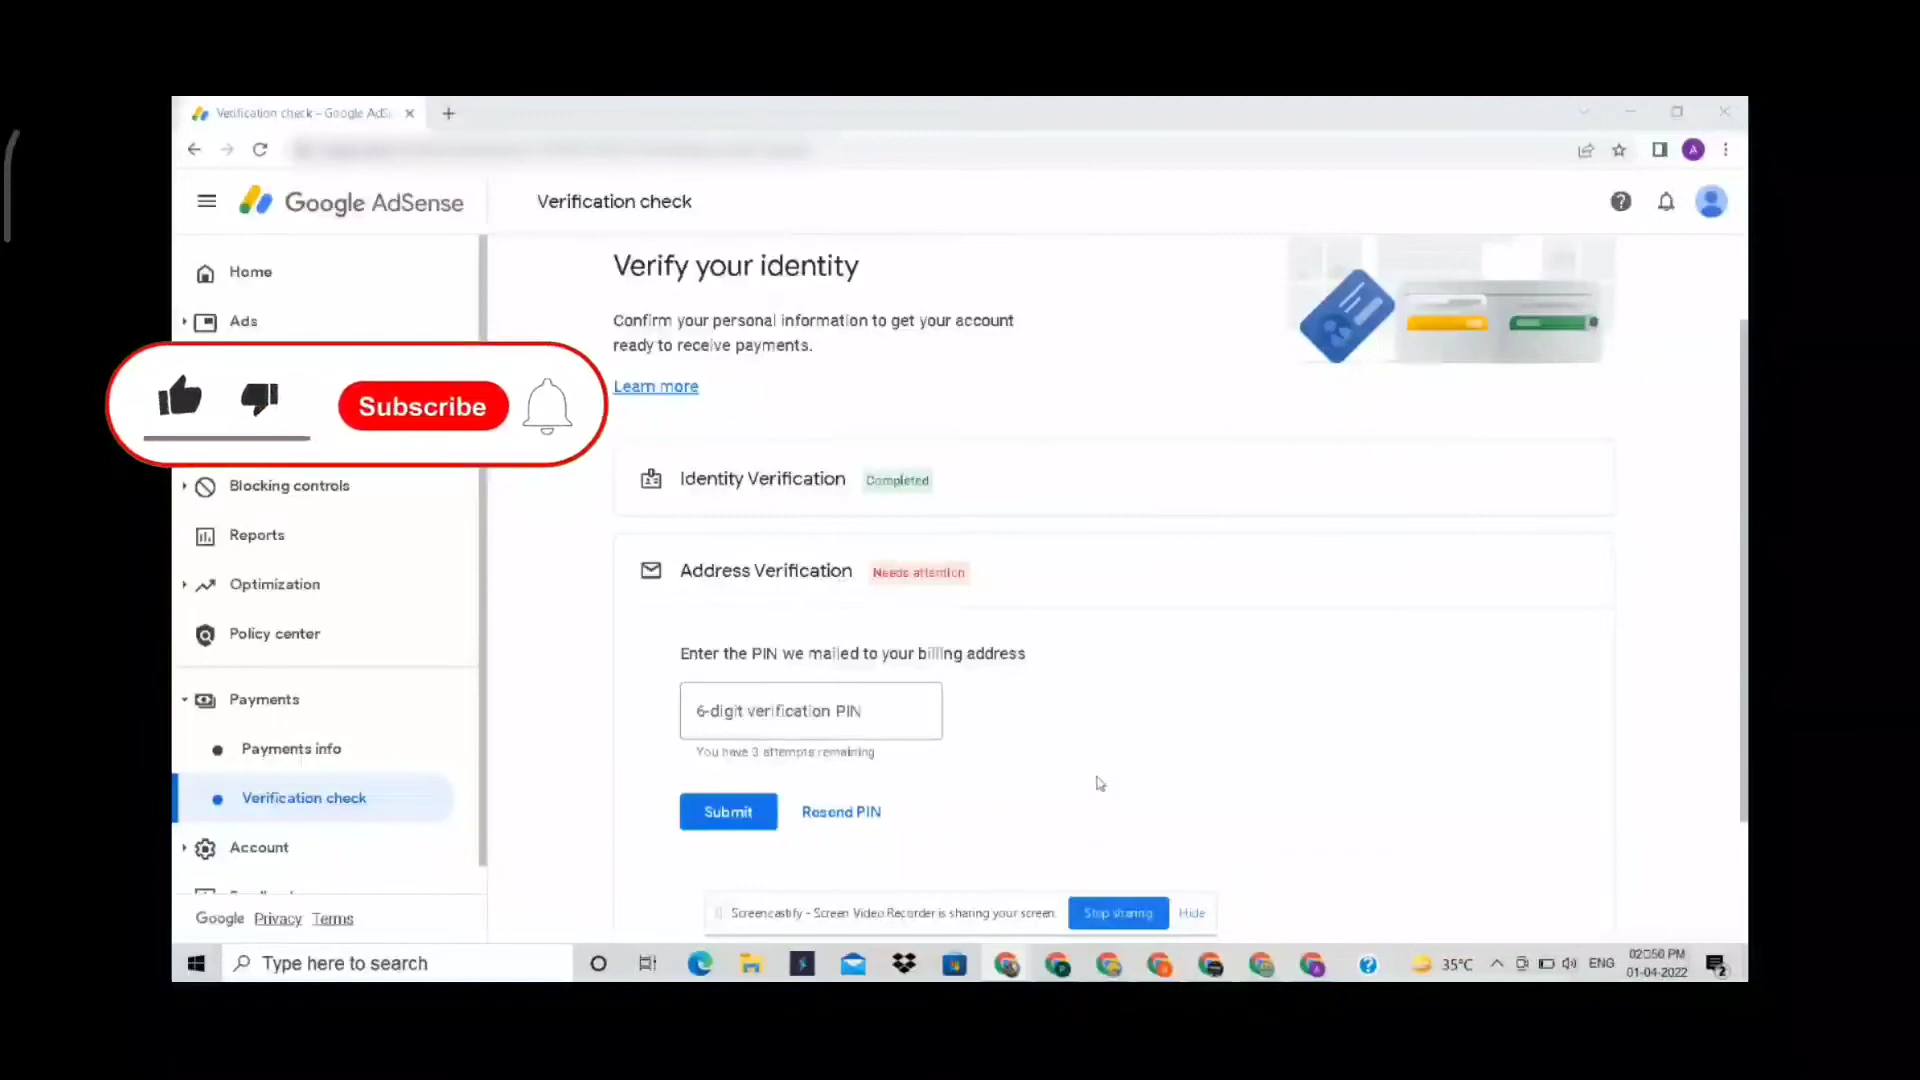 Verification check – Google AdS
A
Google AdSense
Verification check
Home
Ads
Subscribe
Blocking controls
Reports
Optimization
Policy center
Payments
Payments info
Verification check
Account
Google Privacy Terms
Verify your identity
Confirm your personal information to get your account
ready to receive payments.
Learn more
Identity Verification Completed
Address Verification Needs attention
Enter the PIN we mailed to your billing address
6-digit verification PIN
You have 3 attempts remaining
Submit Resend PIN
Screencastify - Screen Video Recorder is sharing your screen. Stop sharing Hide
Type here to search
35°C
ENG
02:56 PM
01-04-2022
2